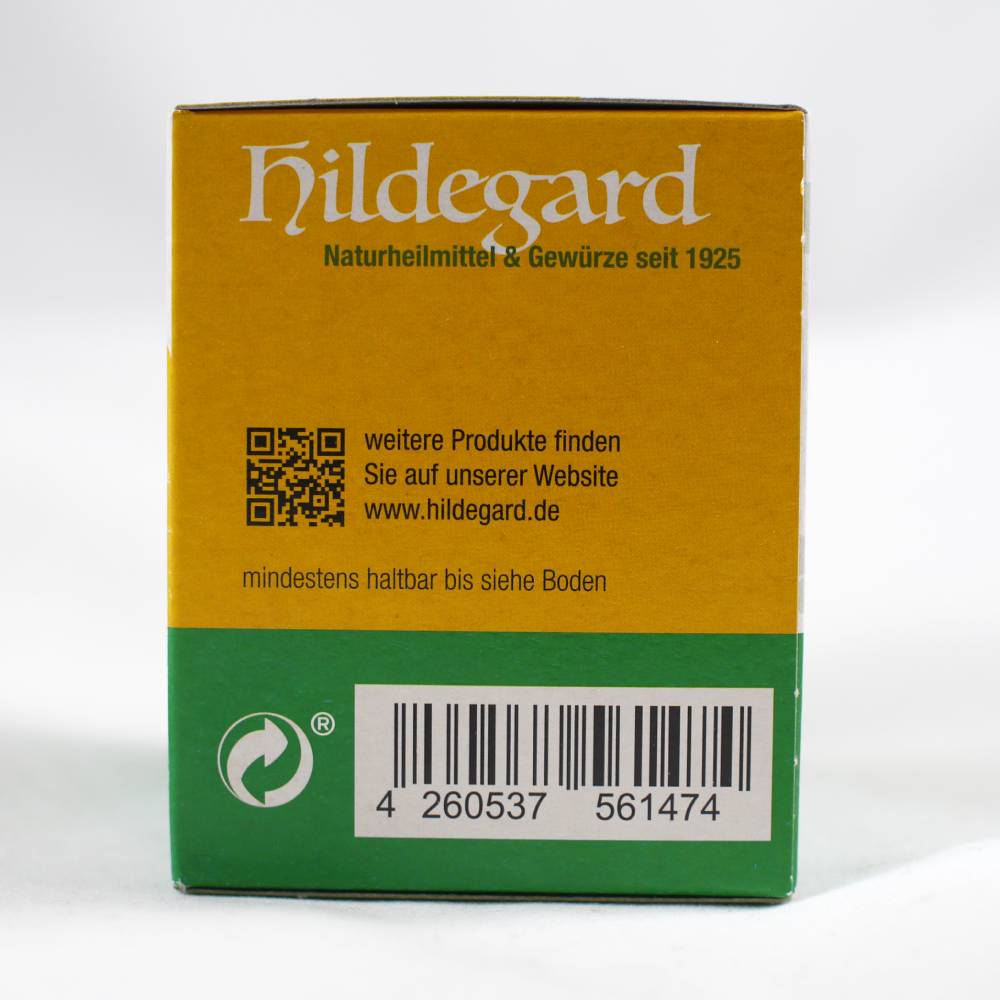 Hildegard
Naturheilmittel & Gewürze seit 1925
weitere Produkte finden
Sie auf unserer Website
www.hildegard.de
mindestens haltbar bis siehe Boden
®
4 260537 561474